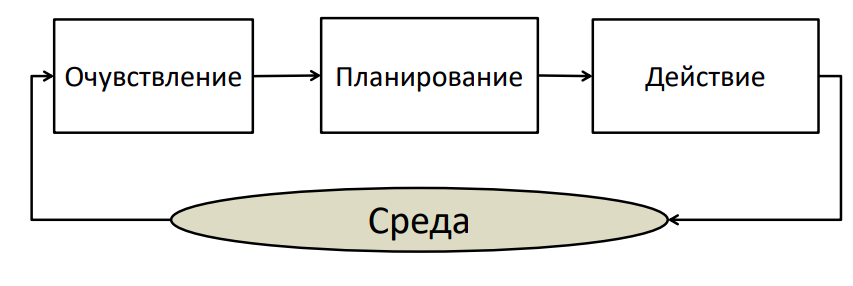 Очувствление
Планирование
Действие
Среда